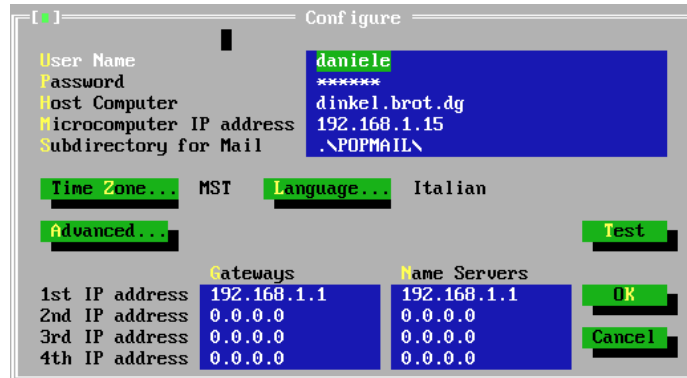 [■] Configure
User Name daniele
Password ******
Host Computer dinkel.brot.dg
Microcomputer IP address 192.168.1.15
Subdirectory for Mail .\POPMAIL\
Time Zone... MST Language... Italian
Advanced... Test
Gateways Name Servers
1st IP address 192.168.1.1 192.168.1.1 OK
2nd IP address 0.0.0.0 0.0.0.0
3rd IP address 0.0.0.0 0.0.0.0 Cancel
4th IP address 0.0.0.0 0.0.0.0